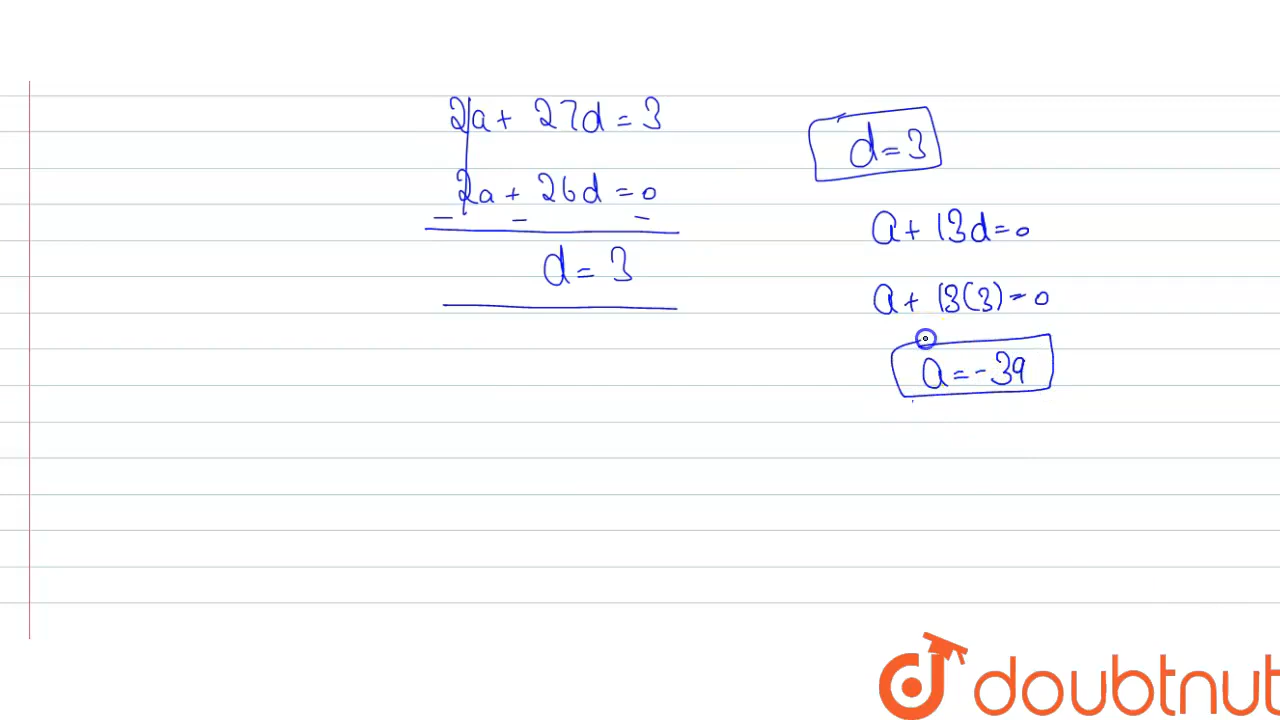 2a + 27d = 3
2a + 26d = 0
- - -
d = 3
d = 3
a + 13d = 0
a + 13(3) = 0
a = -39
doubtnut